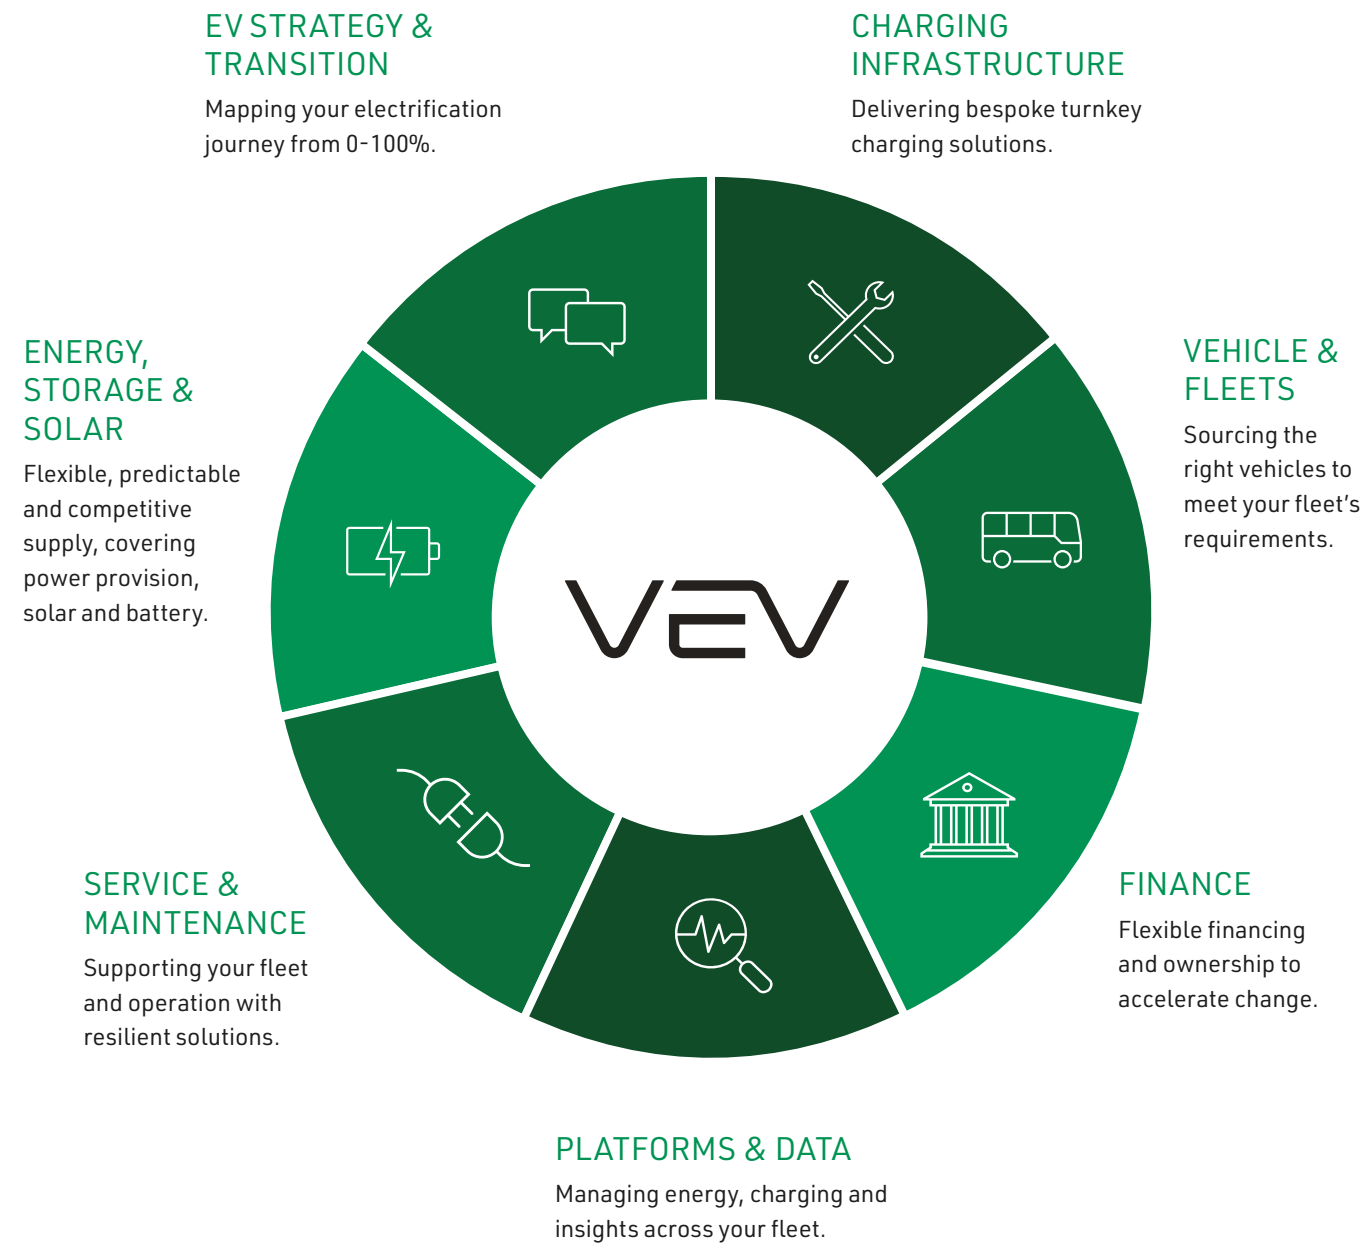 EV STRATEGY &
TRANSITION
Mapping your electrification
journey from 0-100%.
CHARGING
INFRASTRUCTURE
Delivering bespoke turnkey
charging solutions.
VEHICLE &
FLEETS
Sourcing the
right vehicles to
meet your fleet's
requirements.
FINANCE
Flexible financing
and ownership to
accelerate change.
PLATFORMS & DATA
Managing energy, charging and
insights across your fleet.
SERVICE &
MAINTENANCE
Supporting your fleet
and operation with
resilient solutions.
ENERGY,
STORAGE &
SOLAR
Flexible, predictable
and competitive
supply, covering
power provision,
solar and battery.
VEV